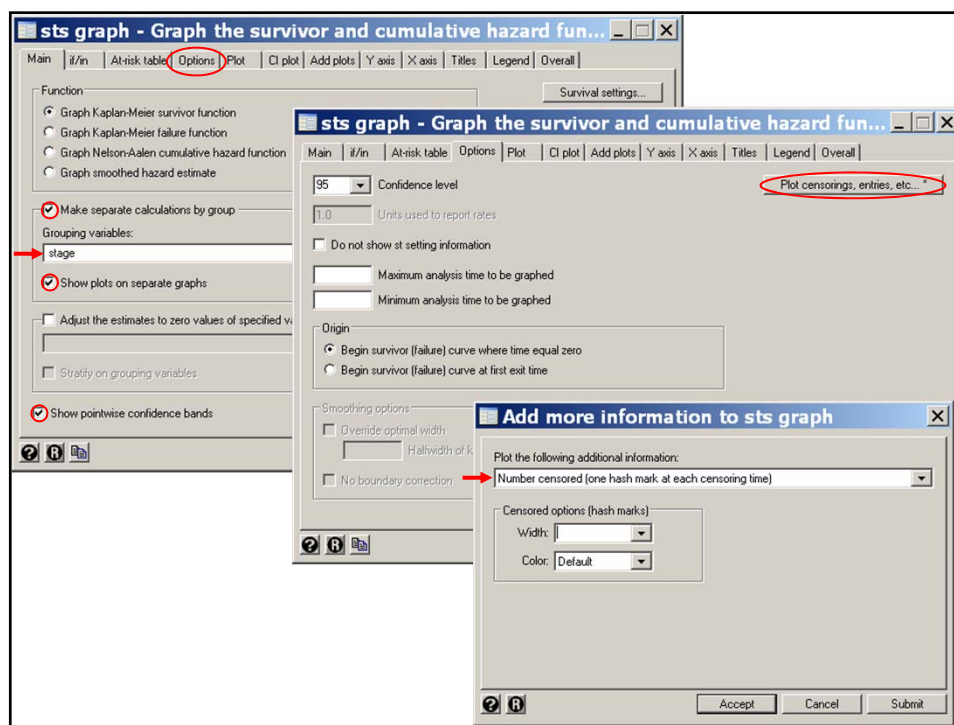 sts graph - Graph the survivor and cumulative hazard fun...
Main if/in At-risk table Options Plot CI plot Add plots Y axis X axis Titles Legend Overall
Function
Graph Kaplan-Meier survivor function
Graph Kaplan-Meier failure function
Graph Nelson-Aalen cumulative hazard function
Graph smoothed hazard estimate
Survival settings...
Make separate calculations by group
Grouping variables:
stage
Show plots on separate graphs
Adjust the estimates to zero values of specified
Stratify on grouping variables
Show pointwise confidence bands
sts graph - Graph the survivor and cumulative hazard fun...
Main if/in At-risk table Options Plot CI plot Add plots Y axis X axis Titles Legend Overall
95 Confidence level
Plot censorings, entries, etc... *
1.0 Units used to report rates
Do not show st setting information
Maximum analysis time to be graphed
Minimum analysis time to be graphed
Origin
Begin survivor (failure) curve where time equal zero
Begin survivor (failure) curve at first exit time
Smoothing options
Override optimal width
Halfwidth of
No boundary correction
Add more information to sts graph
Plot the following additional information:
Number censored (one hash mark at each censoring time)
Censored options (hash marks)
Width:
Color: Default
Accept Cancel Submit